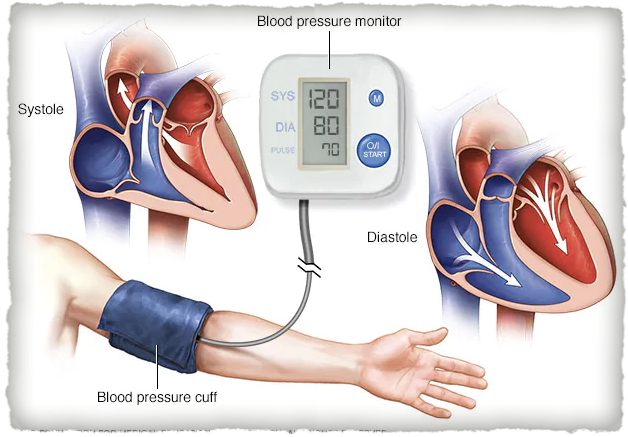 Blood pressure monitor
Systole
SYS 120
M
DIA 80
PULSE 70
O/I
START
Diastole
Blood pressure cuff